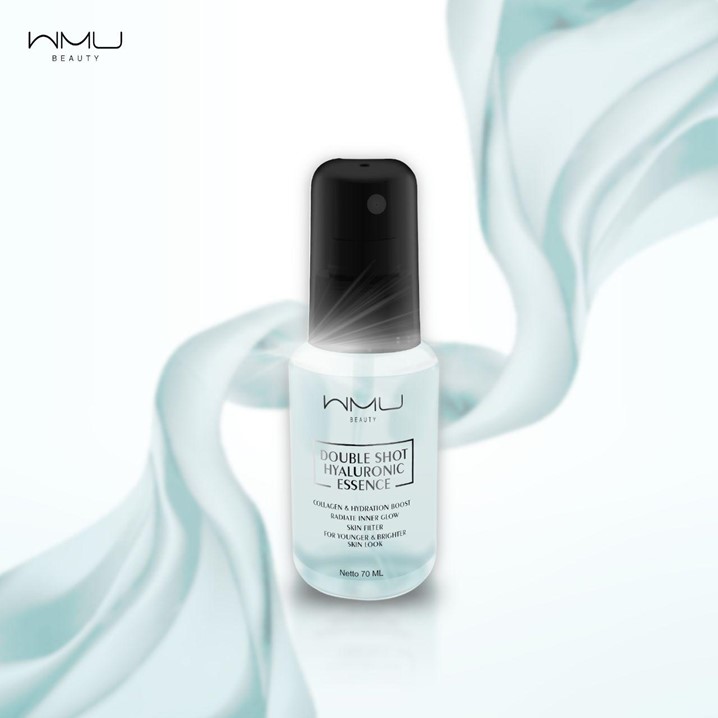 WMU
BEAUTY
WMU
BEAUTY
DOUBLE SHOT
HYALURONIC
ESSENCE
COLLAGEN & HYDRATION BOOST
RADIATE INNER GLOW
SKIN FILTER
FOR YOUNGER & BRIGHTER
SKIN LOOK
Netto 70 ML